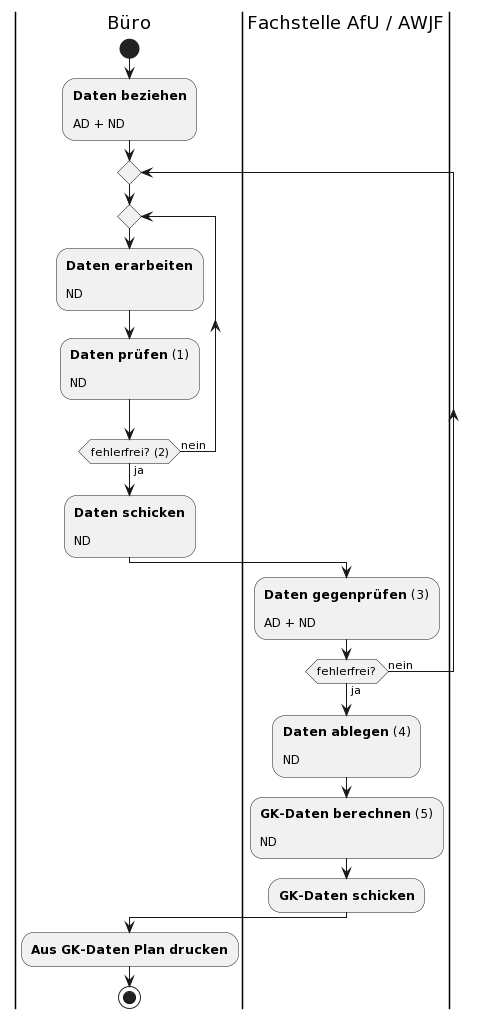 Büro
Fachstelle AfU / AWJF
Daten beziehen
AD + ND
Daten erarbeiten
ND
Daten prüfen (1)
ND
fehlerfrei? (2)
nein
ja
Daten schicken
ND
Daten gegenprüfen (3)
AD + ND
fehlerfrei?
nein
ja
Daten ablegen (4)
ND
GK-Daten berechnen (5)
ND
GK-Daten schicken
Aus GK-Daten Plan drucken